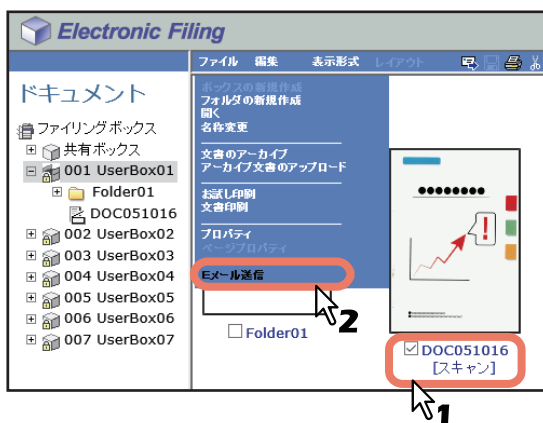 Electronic Filing
ファイル 編集 表示形式 レイアウト
ドキュメント
ファイリングボックス
共有ボックス
001 UserBox01
Folder01
DOC051016
002 UserBox02
003 UserBox03
004 UserBox04
005 UserBox05
006 UserBox06
007 UserBox07
ボックスの新規作成
フォルダの新規作成
開く
名称変更
文書のアーカイブ
アーカイブ文書のアップロード
お試し印刷
文書印刷
プロパティ
ページプロパティ
Eメール送信
2
Folder01
!
DOC051016
[スキャン]
1